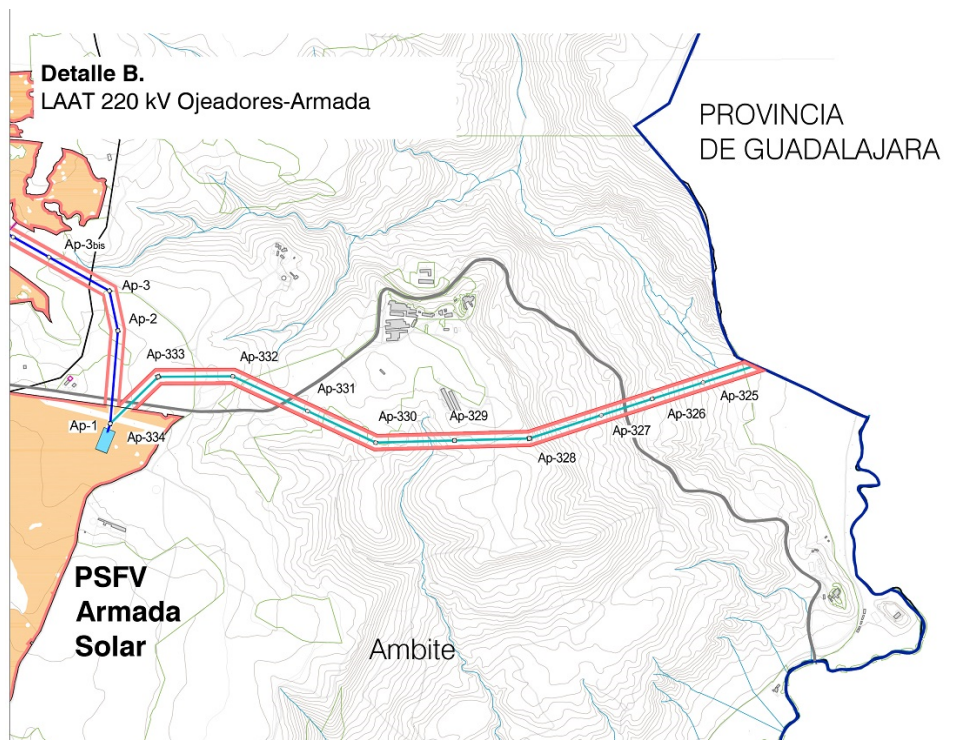 Detalle B.
LAAT 220 kV Ojeadores-Armada
PROVINCIA
DE GUADALAJARA
Ap-3bis
Ap-3
Ap-2
Ap-333
Ap-332
Ap-331
Ap-330
Ap-329
Ap-325
Ap-326
Ap-327
Ap-328
Ap-1
Ap-334
PSFV
Armada
Solar
Ambite